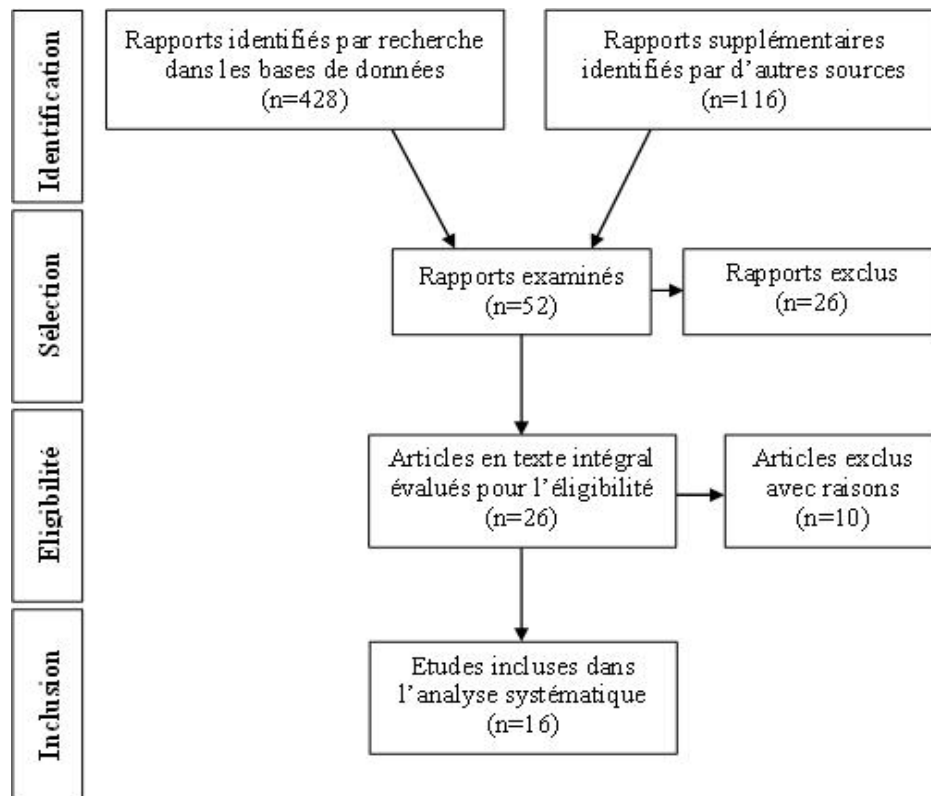 Identification
Rapports identifiés par recherche
dans les bases de données
(n=428)
Rapports supplémentaires
identifiés par d’autres sources
(n=116)
Sélection
Rapports examinés
(n=52)
Rapports exclus
(n=26)
Eligibilité
Articles en texte intégral
évalués pour l’éligibilité
(n=26)
Articles exclus
avec raisons
(n=10)
Inclusion
Etudes incluses dans
l’analyse systématique
(n=16)